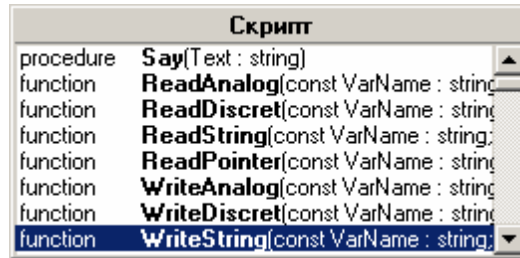 Скрипт
procedure Say(Text : string)
function ReadAnalog(const VarName : string
function ReadDiscret(const VarName : string
function ReadString(const VarName : string;
function ReadPointer(const VarName : string
function WriteAnalog(const VarName : string
function WriteDiscret(const VarName : string
function WriteString(const VarName : string;